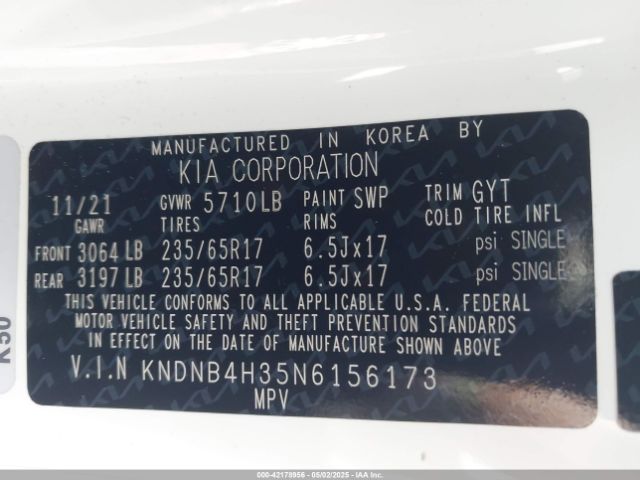 MANUFACTURED IN KOREA BY
KIA CORPORATION
11/21 GVWR 5710LB PAINT SWP TRIM GYT
GAWR TIRES RIMS COLD TIRE INFL
FRONT 3064 LB 235/65R17 6.5Jx17 psi SINGLE
REAR 3197 LB 235/65R17 6.5Jx17 psi SINGLE
THIS VEHICLE CONFORMS TO ALL APPLICABLE U.S.A. FEDERAL
MOTOR VEHICLE SAFETY AND THEFT PREVENTION STANDARDS
IN EFFECT ON THE DATE OF MANUFACTURE SHOWN ABOVE
V.I.N KNDNB4H35N6156173
MPV
K50
000-42178956 - 05/02/2025 - IAAI.COM